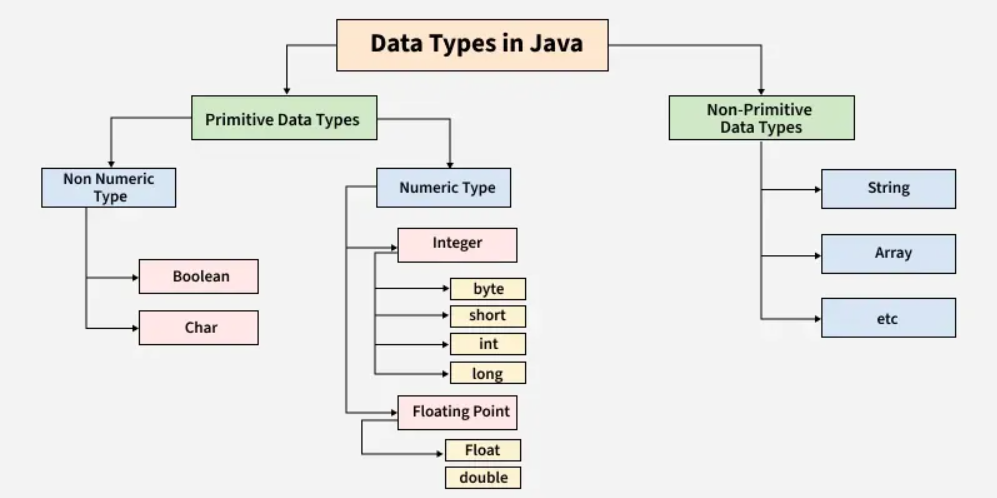 Data Types in Java
Primitive Data Types
Non-Primitive
Data Types
Non Numeric
Type
Numeric Type
String
Integer
Array
Boolean
byte
short
Char
etc
int
long
Floating Point
Float
double